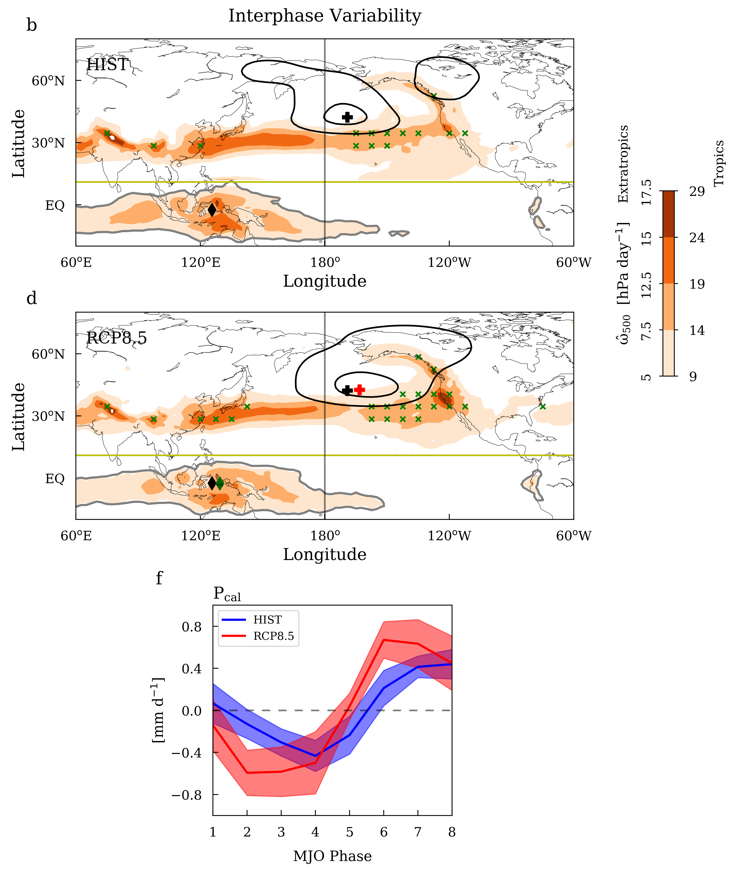 Interphase Variability
b
HIST
60°N
30°N
EQ
Latitude
60°E
120°E
180°
120°W
60°W
Longitude
d
RCP8.5
60°N
30°N
EQ
Latitude
60°E
120°E
180°
120°W
60°W
Longitude
Extratropics
Tropics
17.5
15
12.5
7.5
5
29
24
19
14
9
ω̂500 [hPa day−1]
f
Pcal
HIST
RCP8.5
0.8
0.4
0.0
−0.4
−0.8
[mm d−1]
1 2 3 4 5 6 7 8
MJO Phase